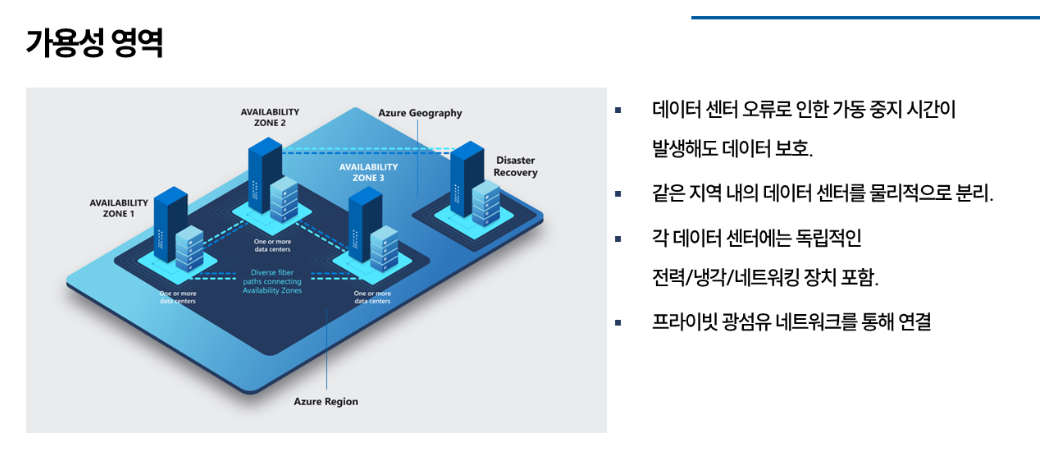 가용성 영역
AVAILABILITY
ZONE 2
Azure Geography
AVAILABILITY
ZONE 3
Disaster
Recovery
AVAILABILITY
ZONE 1
One or more
data centers
Diverse fiber
paths connecting
Availability Zones
One or more
data centers
One or more
data centers
Azure Region
데이터 센터 오류로 인한 가동 중지 시간이
발생해도 데이터 보호.
같은 지역 내의 데이터 센터를 물리적으로 분리.
각 데이터 센터에는 독립적인
전력/냉각/네트워킹 장치 포함.
프라이빗 광섬유 네트워크를 통해 연결